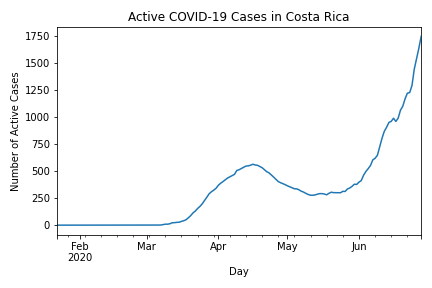 Active COVID-19 Cases in Costa Rica
1750
1500
1250
1000
750
500
250
0
Number of Active Cases
Feb Mar Apr May Jun
2020
Day